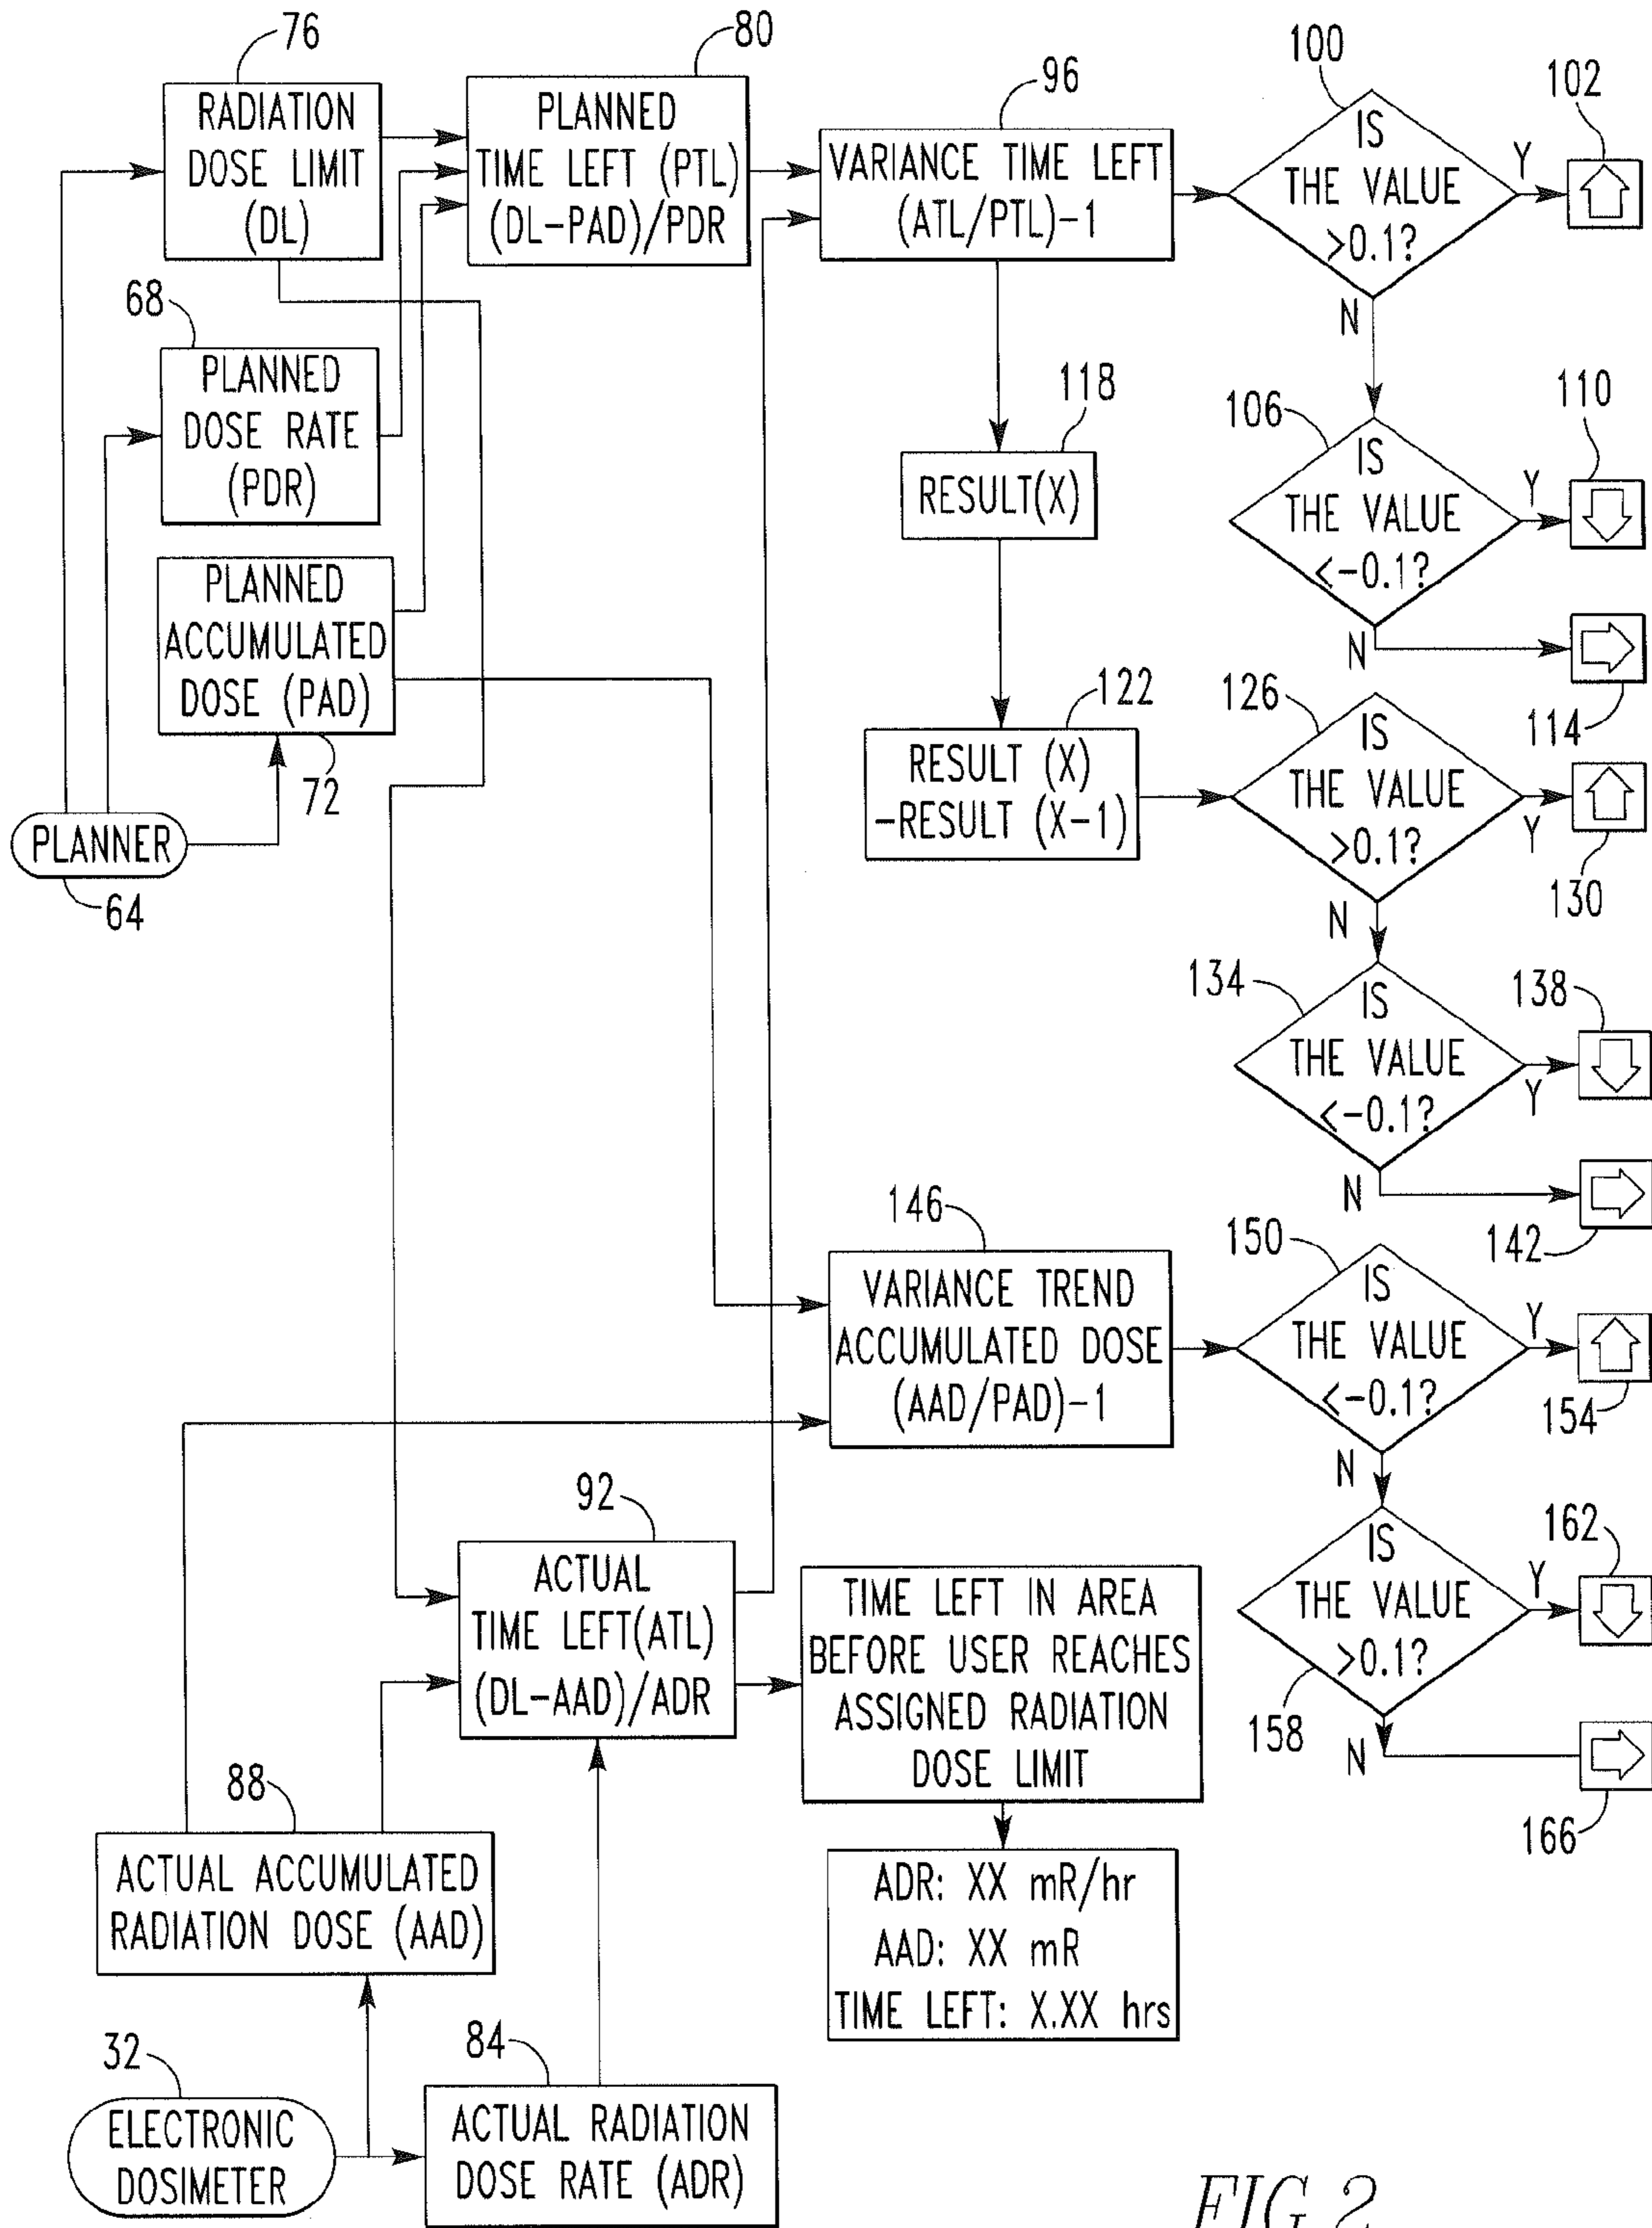 76
RADIATION
DOSE LIMIT
(DL)
80
PLANNED
TIME LEFT (PTL)
(DL-PAD)/PDR
96
VARIANCE TIME LEFT
(ATL/PTL)-1
100
IS
THE VALUE
>0.1?
Y
102
N
68
PLANNED
DOSE RATE
(PDR)
118
RESULT(X)
106
IS
THE VALUE
<-0.1?
Y
110
N
114
PLANNED
ACCUMULATED
DOSE (PAD)
72
PLANNER
64
122
RESULT (X)
-RESULT (X-1)
126
IS
THE VALUE
>0.1?
Y
130
N
134
IS
THE VALUE
<-0.1?
Y
138
N
142
146
VARIANCE TREND
ACCUMULATED DOSE
(AAD/PAD)-1
150
IS
THE VALUE
<-0.1?
Y
154
N
92
ACTUAL
TIME LEFT(ATL)
(DL-AAD)/ADR
TIME LEFT IN AREA
BEFORE USER REACHES
ASSIGNED RADIATION
DOSE LIMIT
IS
THE VALUE
>0.1?
158
Y
162
N
166
88
ACTUAL ACCUMULATED
RADIATION DOSE (AAD)
ADR: XX mR/hr
AAD: XX mR
TIME LEFT: X.XX hrs
32
ELECTRONIC
DOSIMETER
84
ACTUAL RADIATION
DOSE RATE (ADR)
FIG. 2